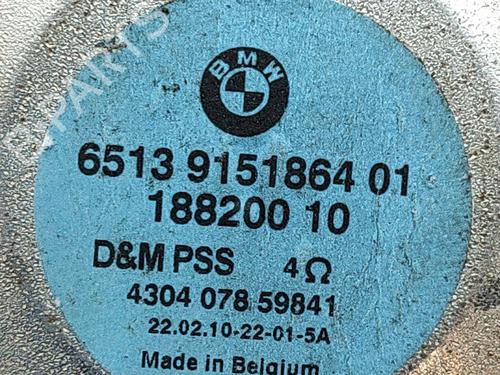 BMW
6513 9151864 01
188200 10
D&M PSS 4Ω
4304 078 59841
22.02.10-22-01-5A
Made in Belgium